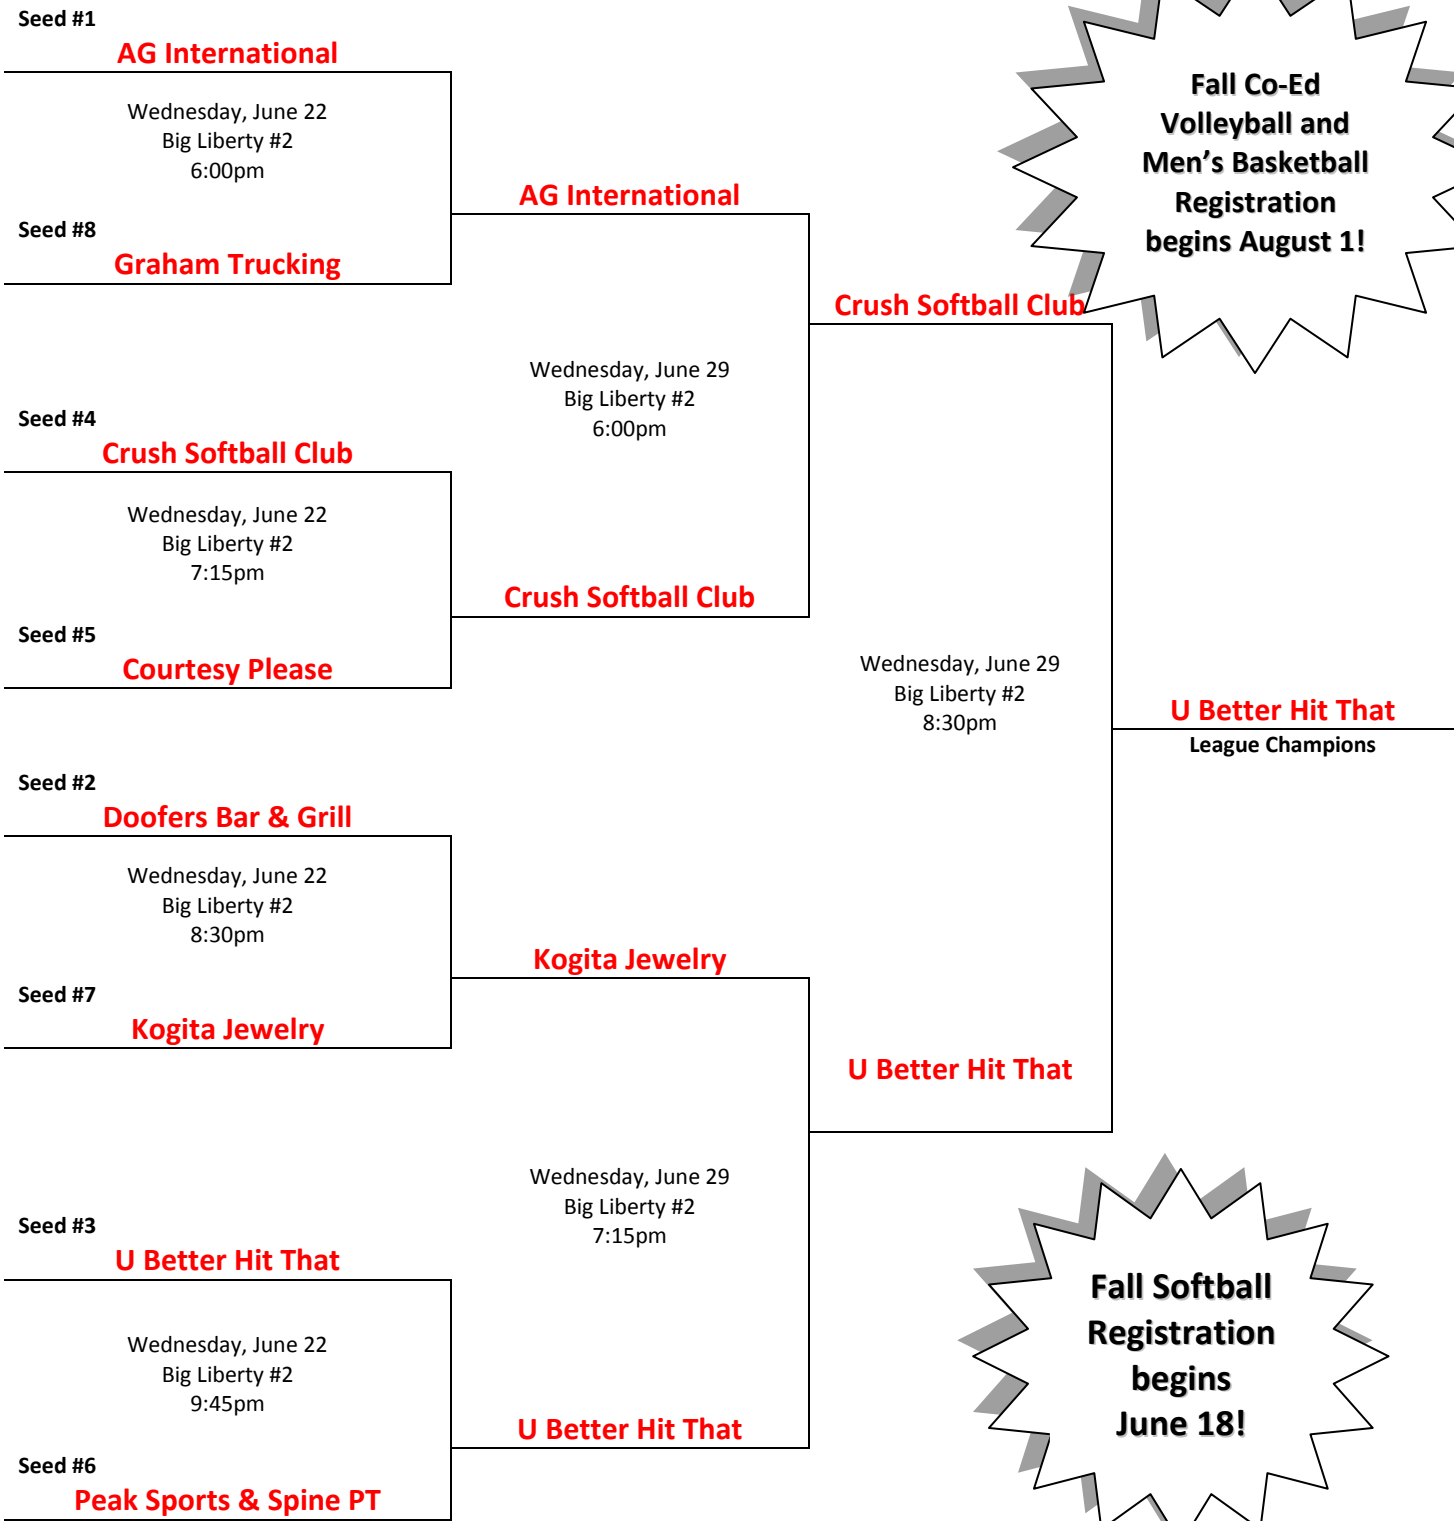 Seed #1
AG International
Wednesday, June 22
Big Liberty #2
6:00pm
Seed #8
Graham Trucking
Seed #4
Crush Softball Club
Wednesday, June 22
Big Liberty #2
7:15pm
Seed #5
Courtesy Please
Seed #2
Doofers Bar & Grill
Wednesday, June 22
Big Liberty #2
8:30pm
Seed #7
Kogita Jewelry
Seed #3
U Better Hit That
Wednesday, June 22
Big Liberty #2
9:45pm
Seed #6
Peak Sports & Spine PT
AG International
Wednesday, June 29
Big Liberty #2
6:00pm
Crush Softball Club
Kogita Jewelry
Wednesday, June 29
Big Liberty #2
7:15pm
U Better Hit That
Crush Softball Club
Wednesday, June 29
Big Liberty #2
8:30pm
U Better Hit That
U Better Hit That
League Champions
Fall Co-Ed
Volleyball and
Men's Basketball
Registration
begins August 1!
Fall Softball
Registration
begins
June 18!